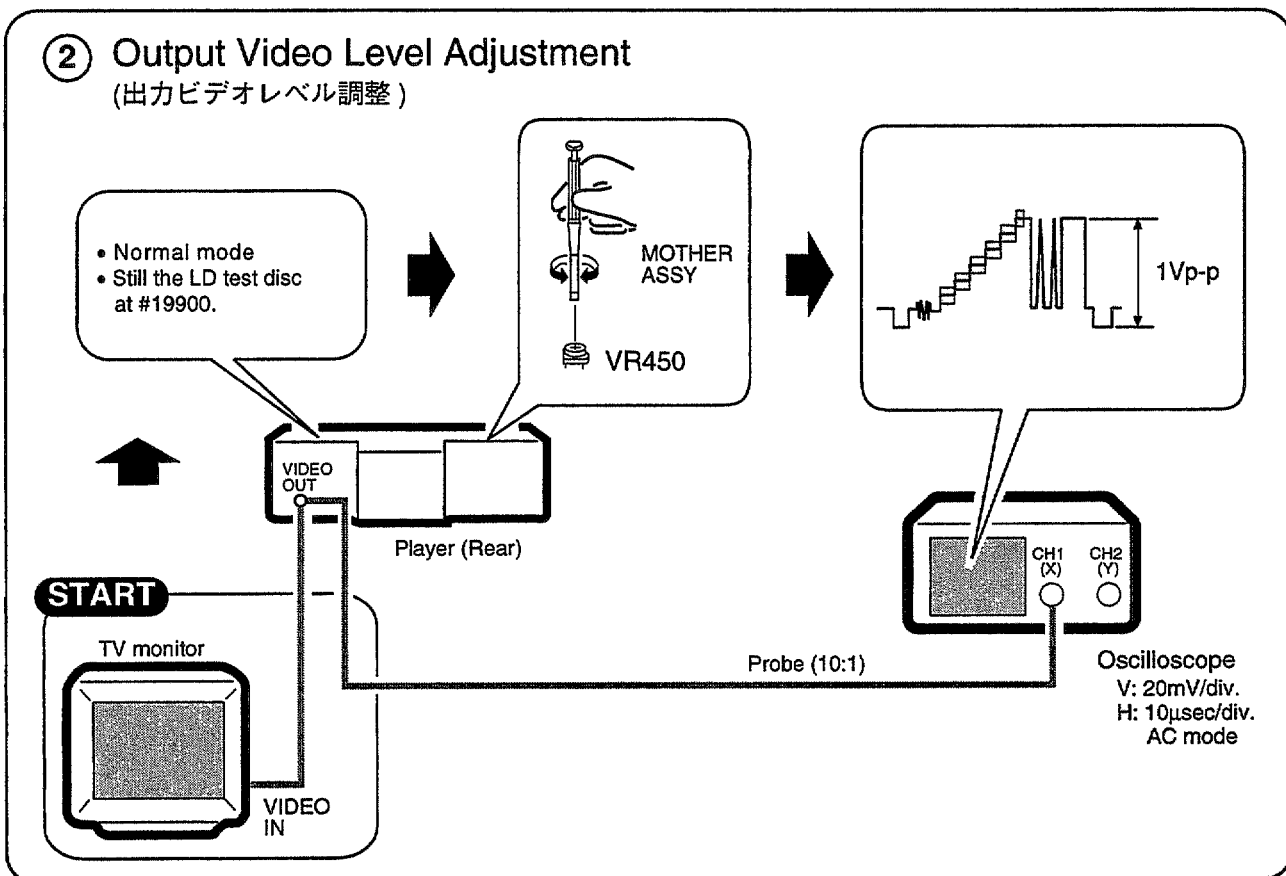 ② Output Video Level Adjustment
(出力ビデオレベル調整)
• Normal mode
• Still the LD test disc
at #19900.
MOTHER
ASSY
VR450
1Vp-p
VIDEO
OUT
Player (Rear)
START
TV monitor
VIDEO
IN
Probe (10:1)
CH1
(X)
CH2
(Y)
Oscilloscope
V: 20mV/div.
H: 10µsec/div.
AC mode